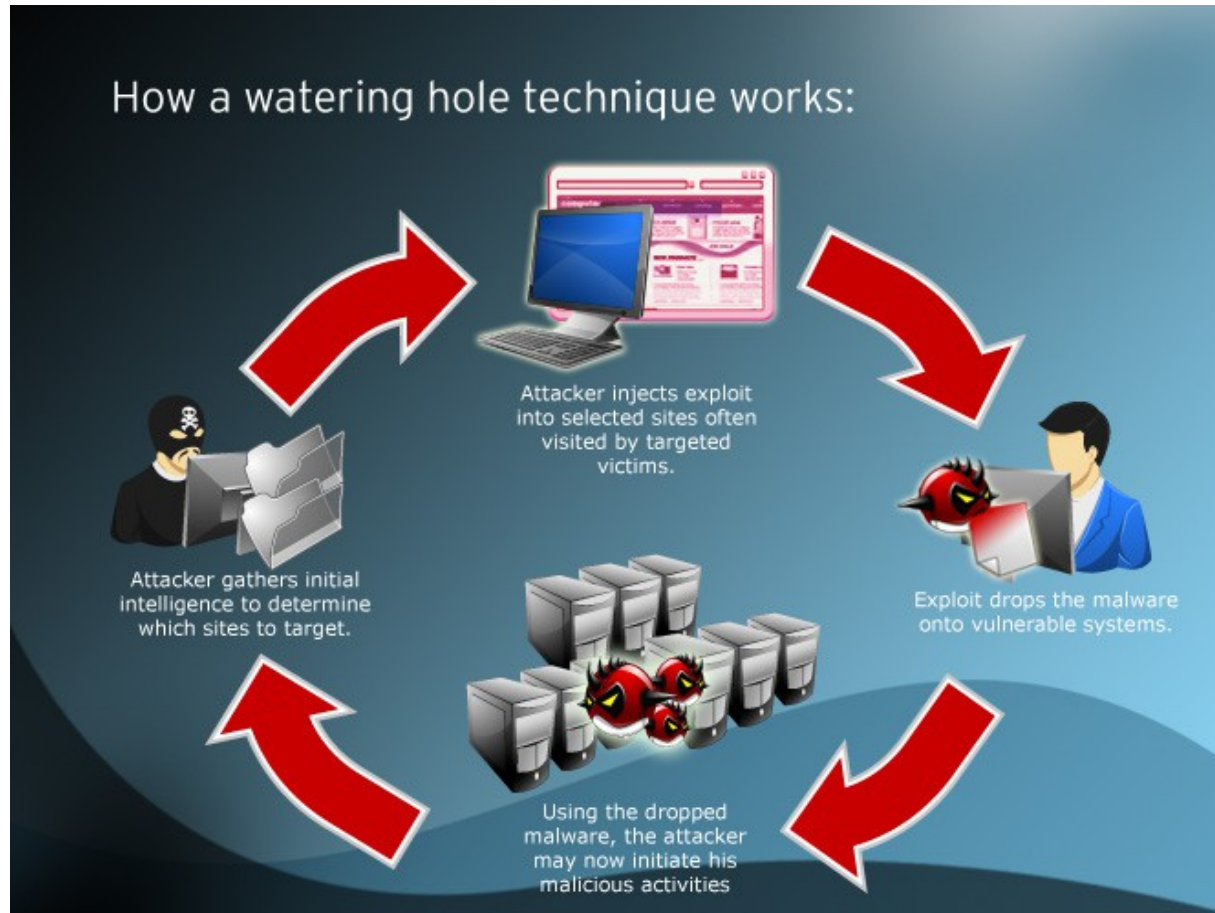 How a watering hole technique works:
computer
Attacker injects exploit
into selected sites often
visited by targeted
victims.
Attacker gathers initial
intelligence to determine
which sites to target.
Exploit drops the malware
onto vulnerable systems.
Using the dropped
malware, the attacker
may now initiate his
malicious activities